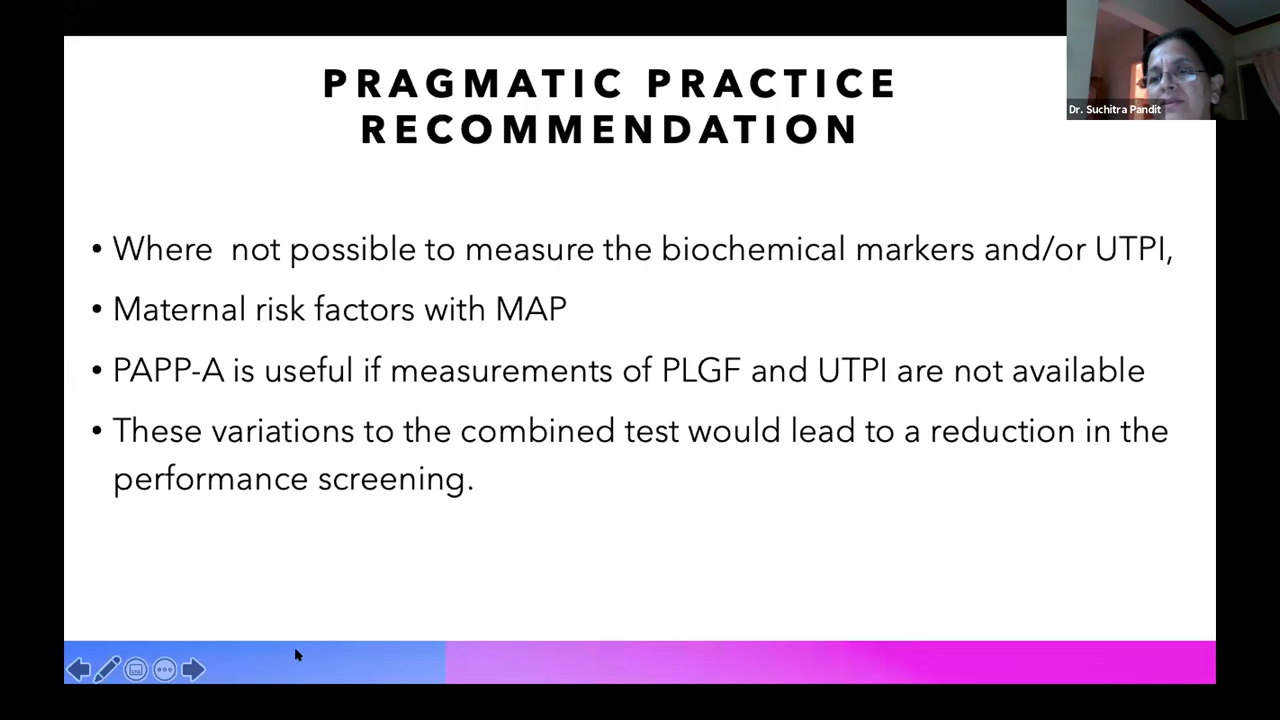 PRAGMATIC PRACTICE
RECOMMENDATION
Dr. Suchitra Pandit
• Where  not possible to measure the biochemical markers and/or UTPI,
• Maternal risk factors with MAP
• PAPP-A is useful if measurements of PLGF and UTPI are not available
• These variations to the combined test would lead to a reduction in the
performance screening.